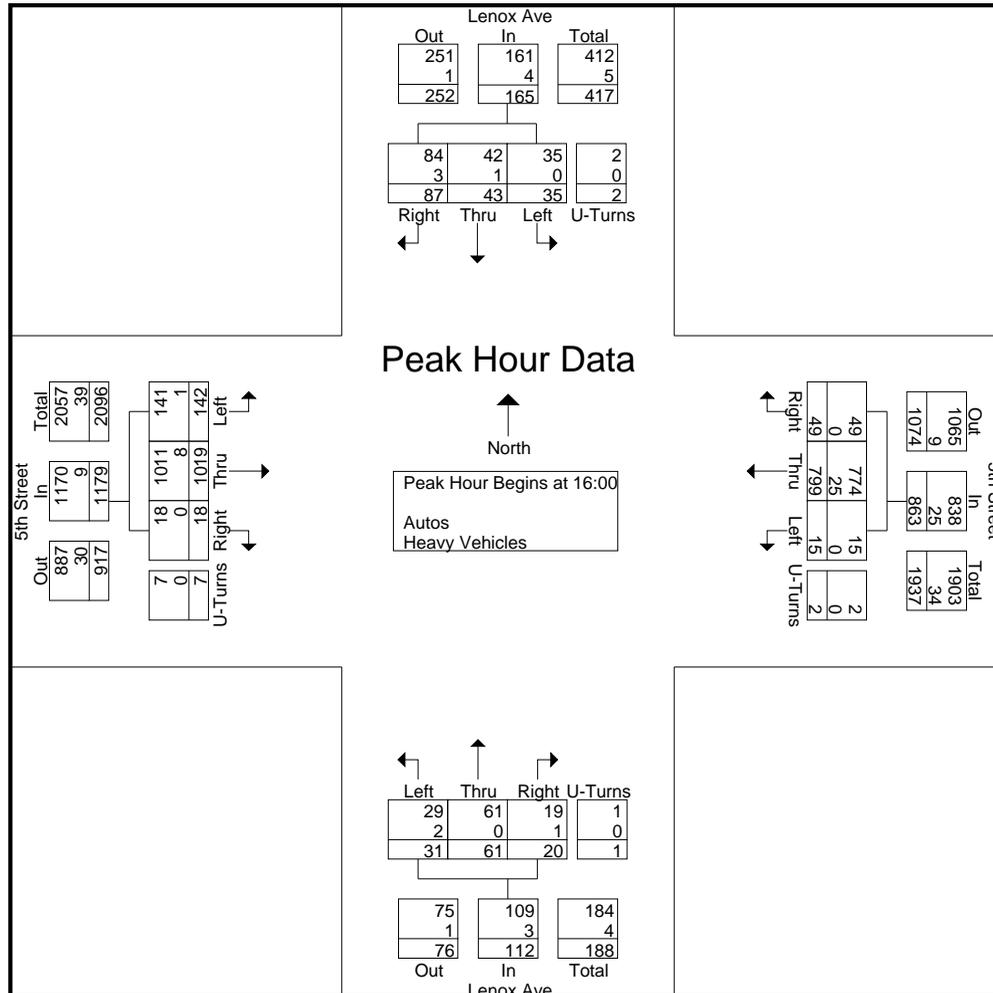 Lenox Ave
Out In Total
251 161 412
1 4 5
252 165 417
84 42 35 2
3 1 0 0
87 43 35 2
Right Thru Left U-Turns
Peak Hour Data
North
Peak Hour Begins at 16:00
Autos
Heavy Vehicles
5th Street
Total In Out
2057 1170 887
39 9 30
2096 1179 917
Left Thru Right U-Turns
141 1011 18 7
1 8 0 0
142 1019 18 7
Right Thru Left U-Turns
49 774 15 2
0 25 0 0
49 799 15 2
Out In Total
1065 838 1903
9 25 34
1074 863 1937
Street
Left Thru Right U-Turns
29 61 19 1
2 0 1 0
31 61 20 1
75 109 184
1 3 4
76 112 188
Out In Total
Lenox Ave